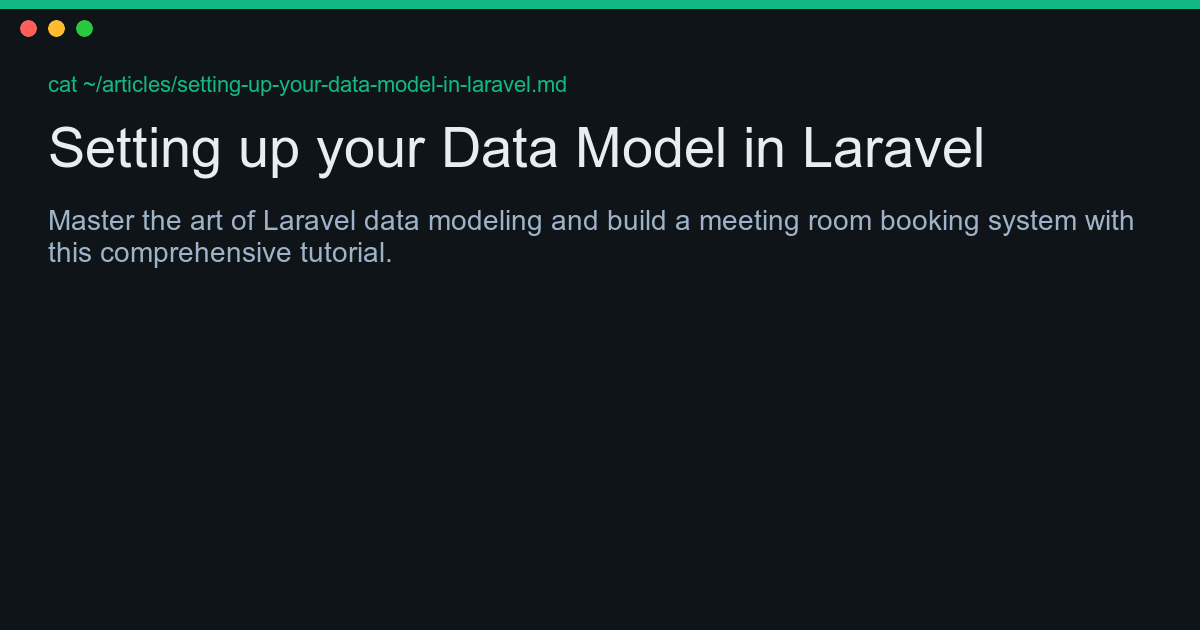 cat ~/articles/setting-up-your-data-model-in-laravel.md
Setting up your Data Model in Laravel
Master the art of Laravel data modeling and build a meeting room booking system with
this comprehensive tutorial.